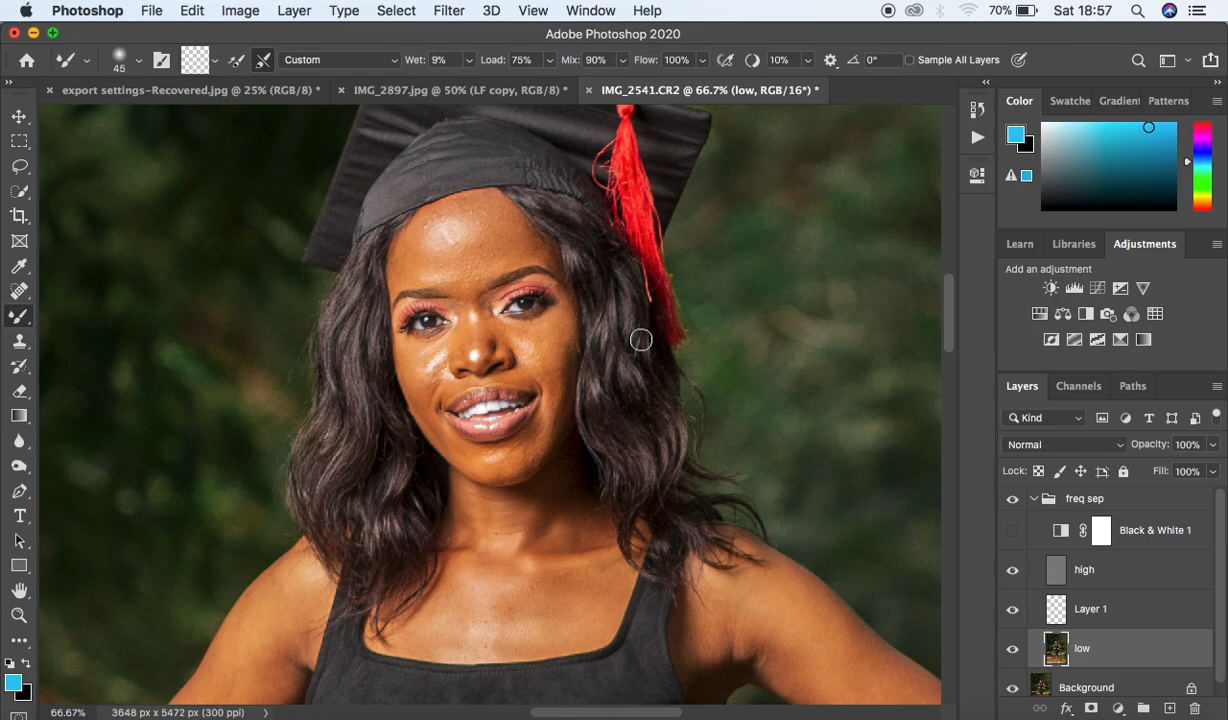 Photoshop File Edit Image Layer Type Select Filter 3D View Window Help 70% Sat 18:57
Adobe Photoshop 2020
45 Custom Wet: 9% Load: 75% Mix: 90% Flow: 100% 10% 0° Sample All Layers
export settings-Recovered.jpg @ 25% (RGB/8) * IMG_2897.jpg @ 50% (LF copy, RGB/8) * IMG_2541.CR2 @ 66.7% (low, RGB/16*) *
Color Swatche Gradient Patterns
Learn Libraries Adjustments
Add an adjustment
Layers Channels Paths
Kind
Normal Opacity: 100%
Lock: Fill: 100%
freq sep
Black & White 1
high
Layer 1
low
Background
66.67% 3648 px x 5472 px (300 ppi)